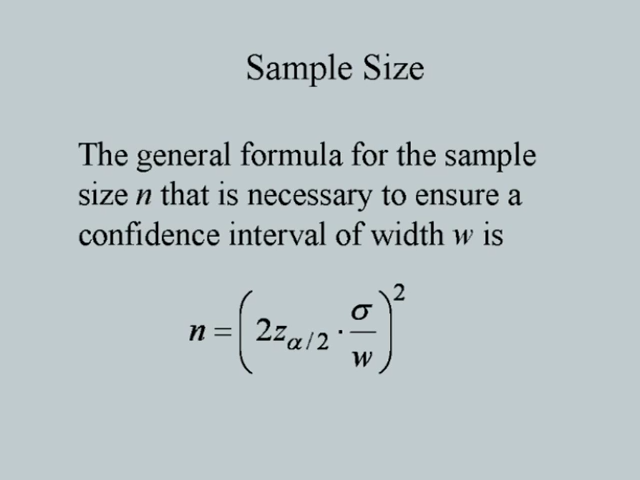 Sample Size
The general formula for the sample
size n that is necessary to ensure a
confidence interval of width w is
n = (2z_{α/2} · σ/w)^2